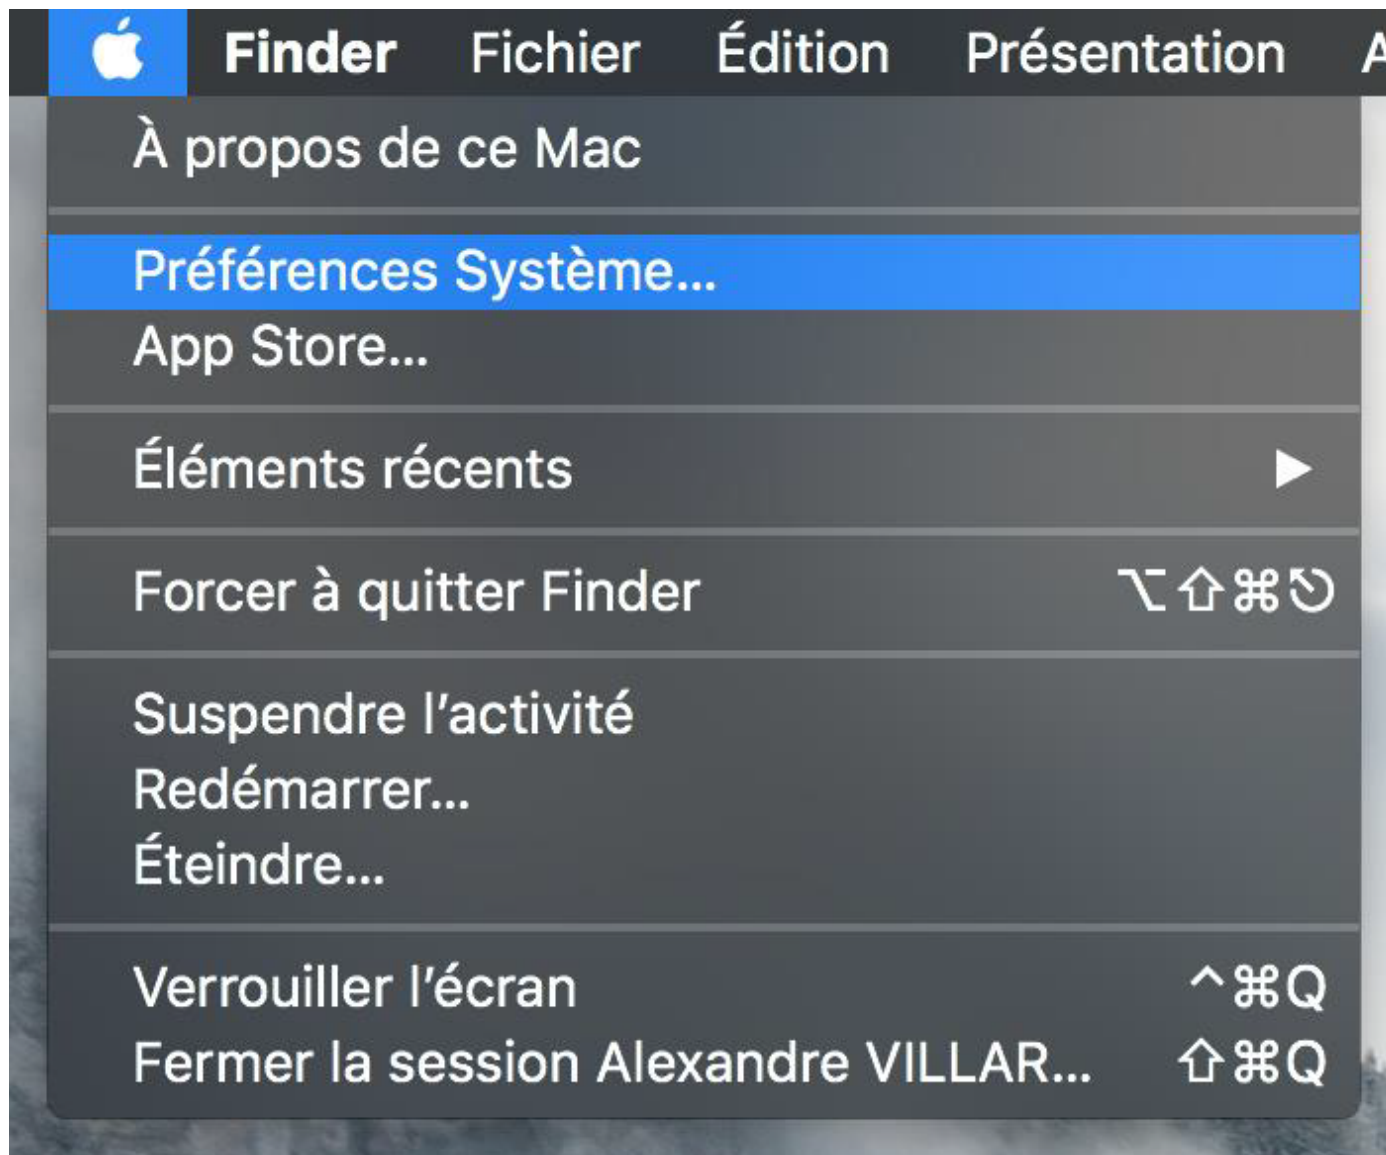 Finder Fichier Édition Présentation
À propos de ce Mac
Préférences Système...
App Store...
Éléments récents ▶
Forcer à quitter Finder ⌥⇧⌘⎋
Suspendre l’activité
Redémarrer...
Éteindre...
Verrouiller l’écran ^⌘Q
Fermer la session Alexandre VILLAR... ⇧⌘Q